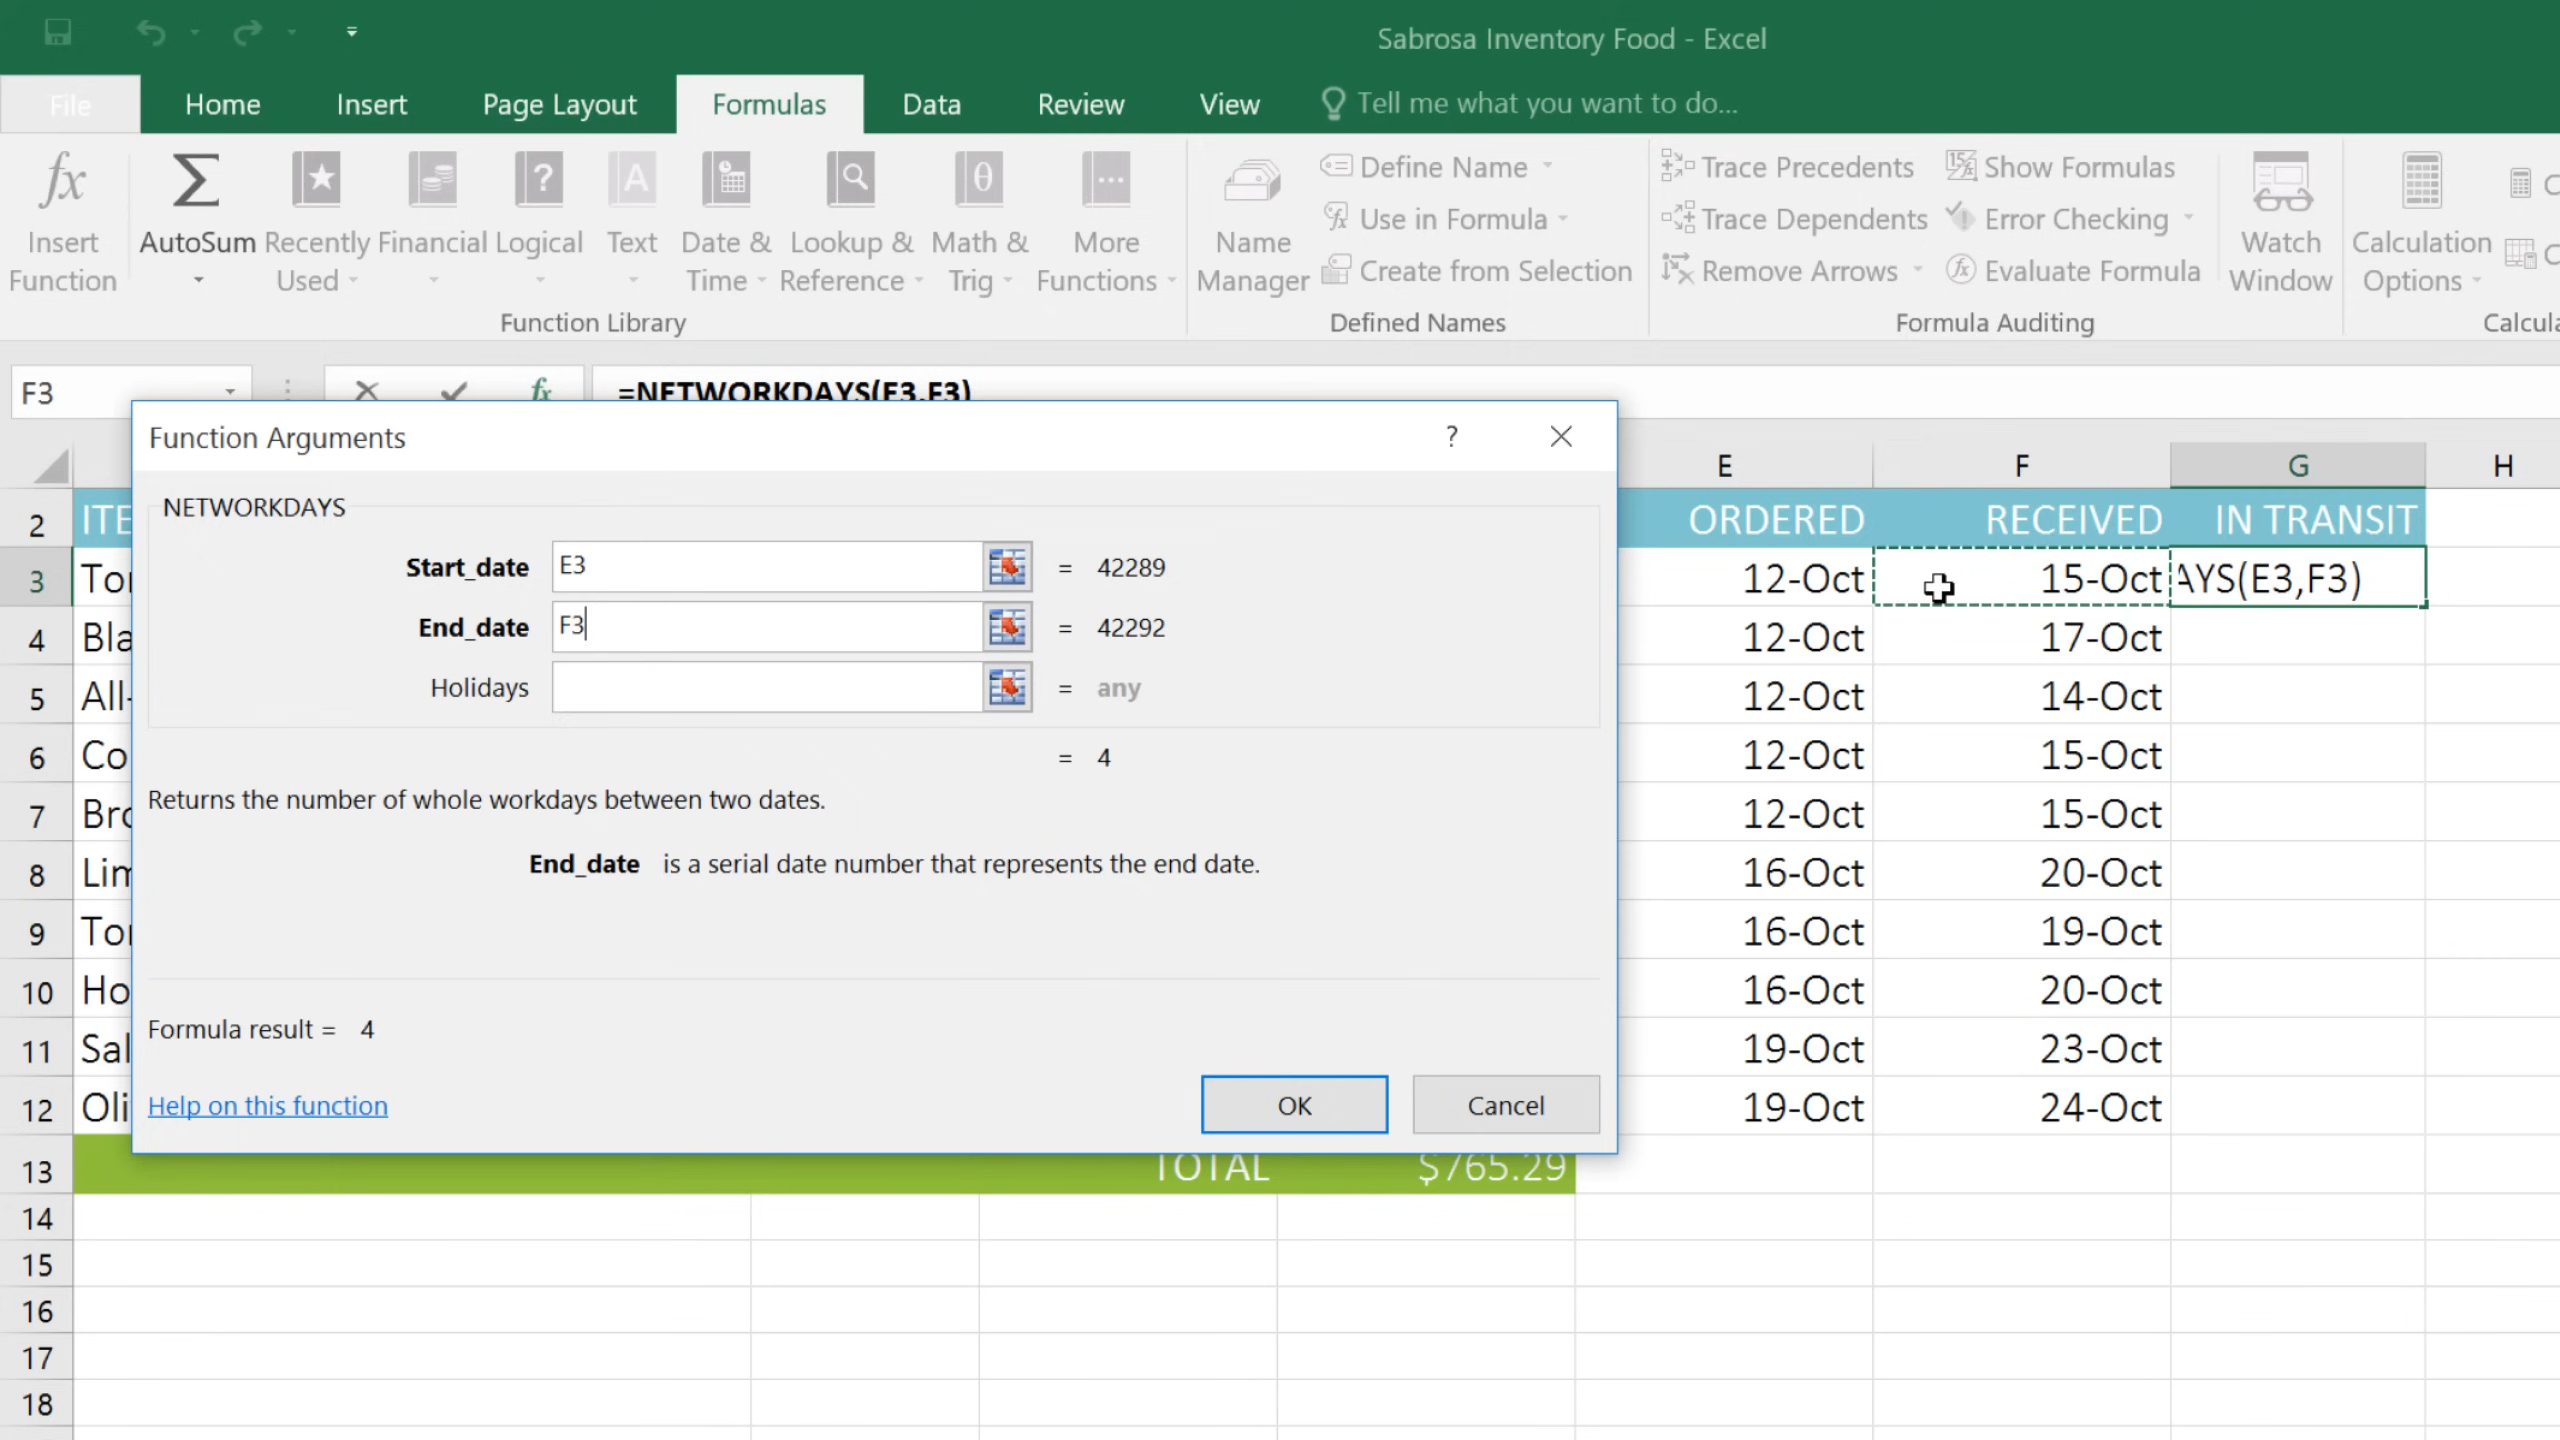 Sabrosa Inventory Food - Excel
File Home Insert Page Layout Formulas Data Review View Tell me what you want to do...
fx Insert Function
Σ AutoSum
Recently Used
Financial
? Logical
A Text
Date & Time
Lookup & Reference
θ Math & Trig
More Functions
Function Library
Name Manager
Define Name
Use in Formula
Create from Selection
Defined Names
Trace Precedents
Trace Dependents
Remove Arrows
Show Formulas
Error Checking
Evaluate Formula
Formula Auditing
Watch Window
Calculation Options
F3 fx =NETWORKDAYS(E3,F3)
Function Arguments ?
NETWORKDAYS
Start_date E3 = 42289
End_date F3 = 42292
Holidays = any
= 4
Returns the number of whole workdays between two dates.
End_date is a serial date number that represents the end date.
Formula result = 4
Help on this function
OK Cancel
E F G H
2 ITE ORDERED RECEIVED IN TRANSIT
3 12-Oct 15-Oct AYS(E3,F3)
4 Bla 12-Oct 17-Oct
5 All- 12-Oct 14-Oct
6 Co 12-Oct 15-Oct
7 12-Oct 15-Oct
8 16-Oct 20-Oct
9 16-Oct 19-Oct
10 Ho 16-Oct 20-Oct
11 Sal 19-Oct 23-Oct
12 Oli 19-Oct 24-Oct
13 TOTAL $765.29
14
15
16
17
18